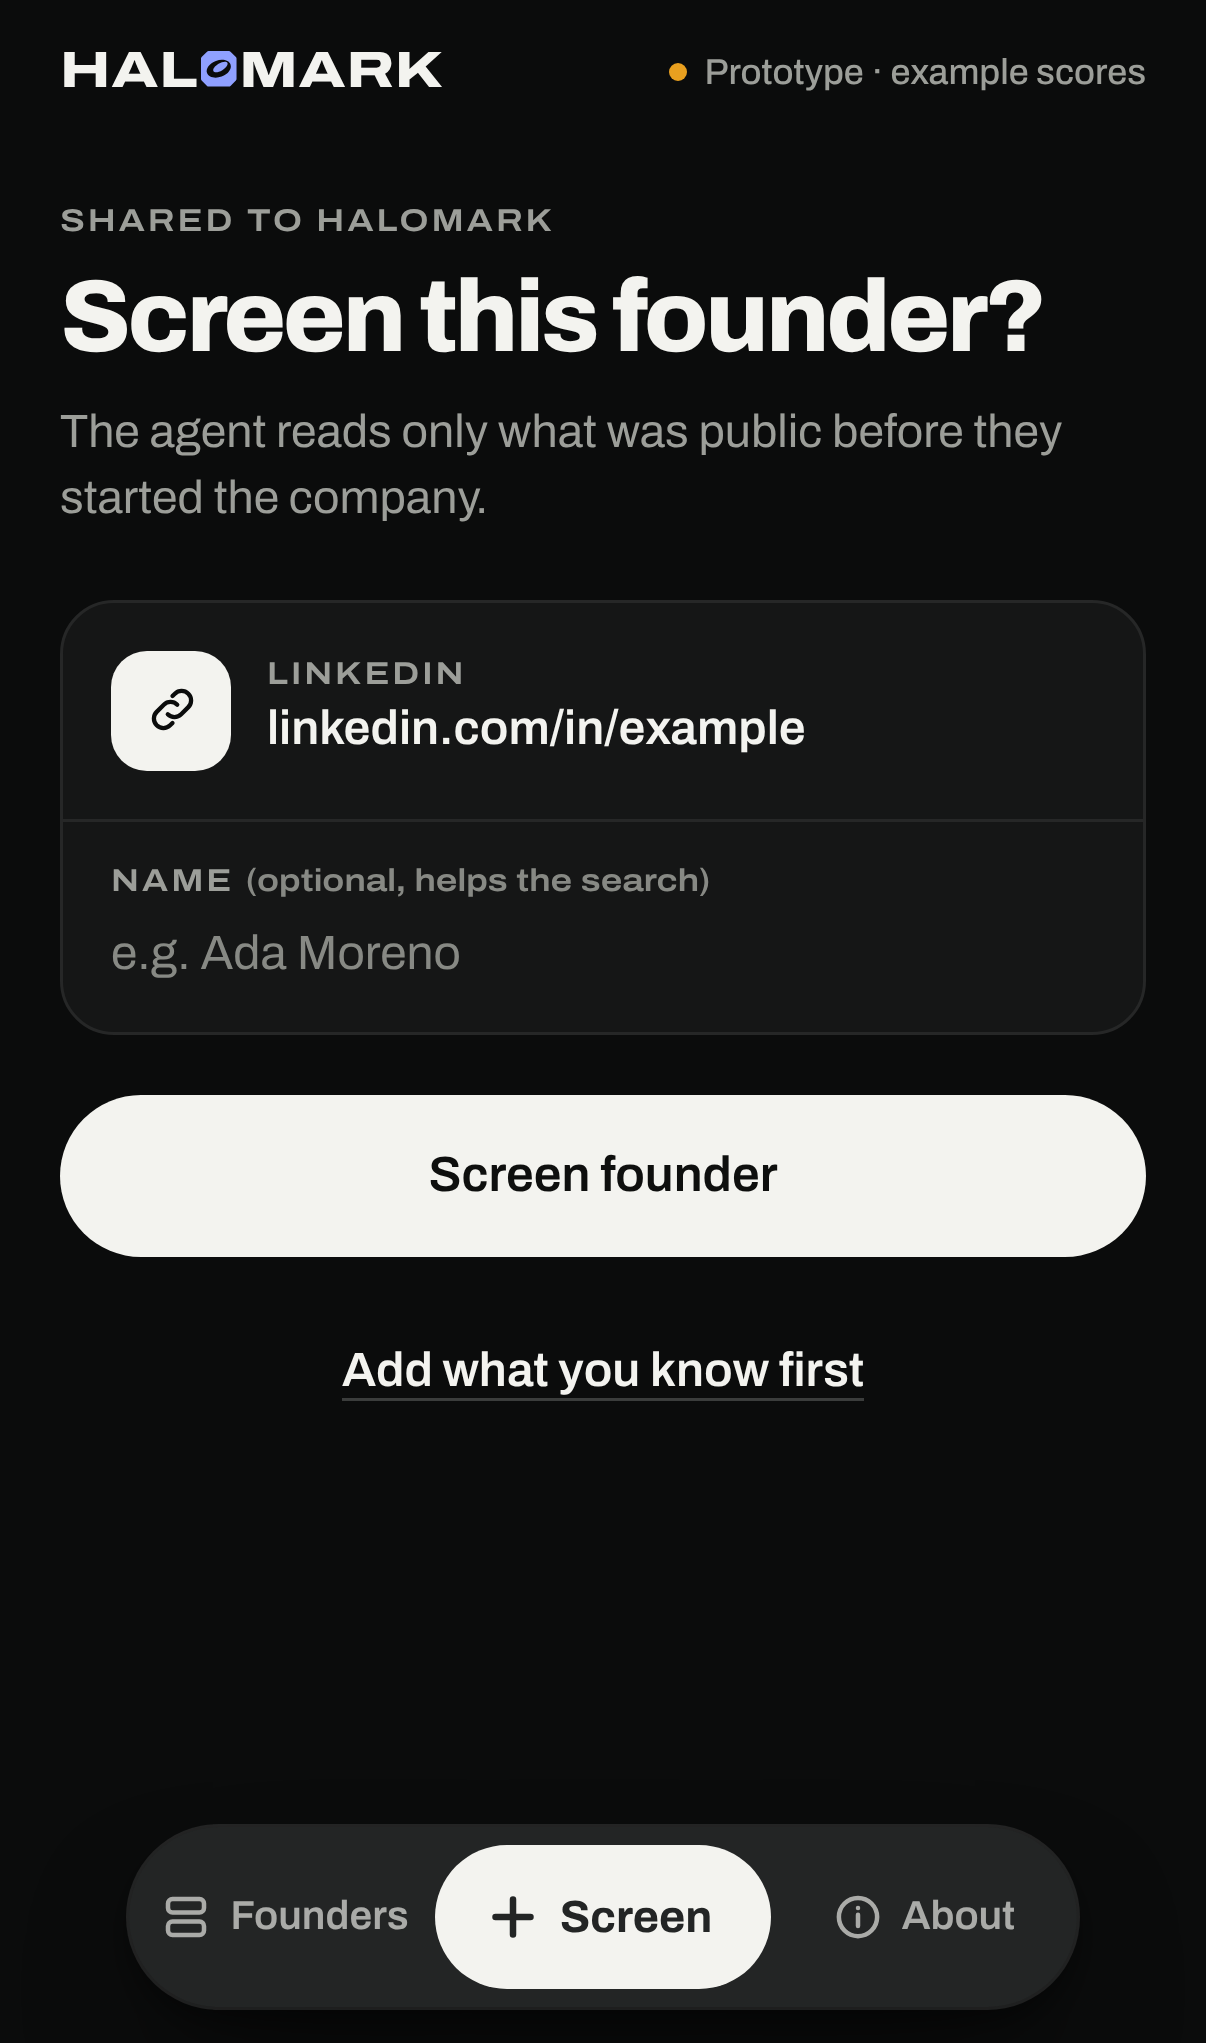 HALOMARK
Prototype · example scores
SHARED TO HALOMARK
Screen this founder?
The agent reads only what was public before they
started the company.
LINKEDIN
linkedin.com/in/example
NAME (optional, helps the search)
e.g. Ada Moreno
Screen founder
Add what you know first
Founders
Screen
About